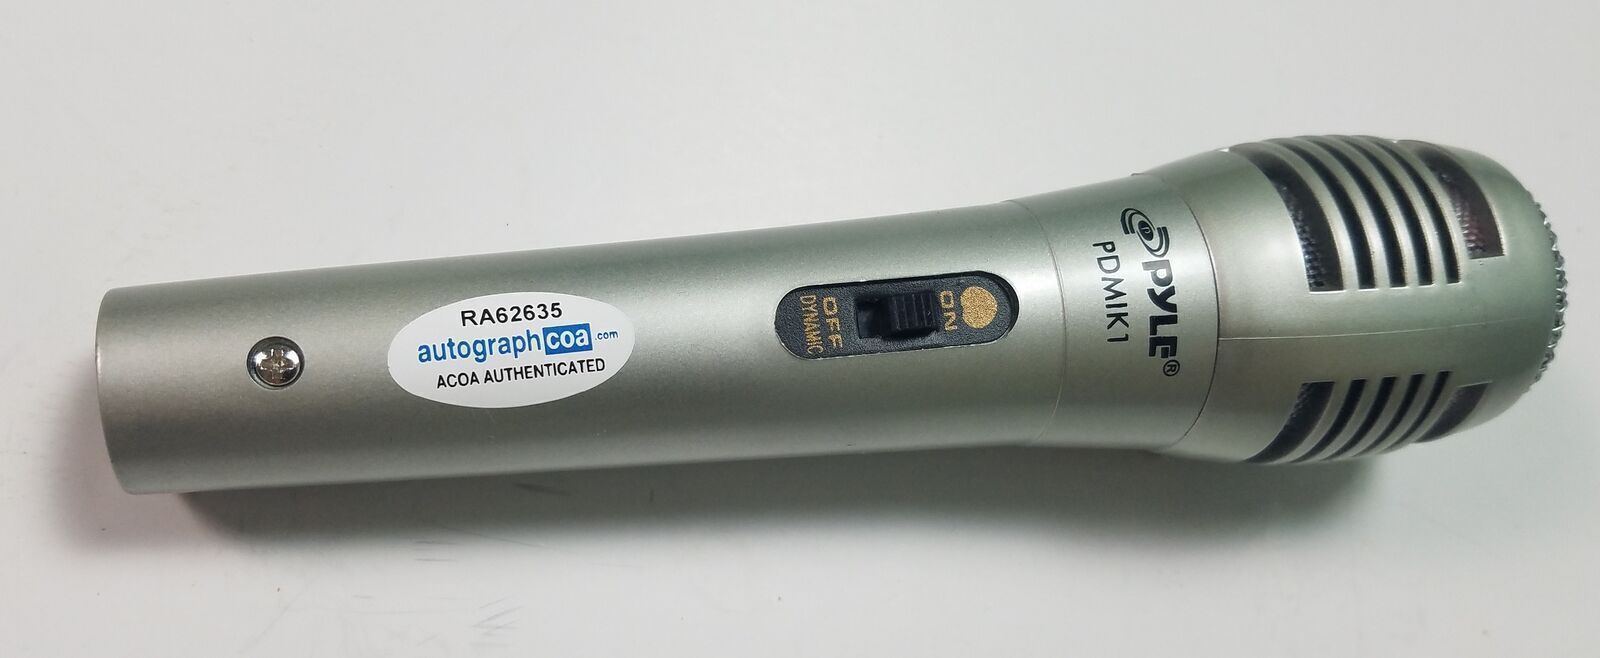 RA62635
autographcoa.com
ACOA AUTHENTICATED
OFF
DYNAMIC
ON
PYLE®
PDMIK1